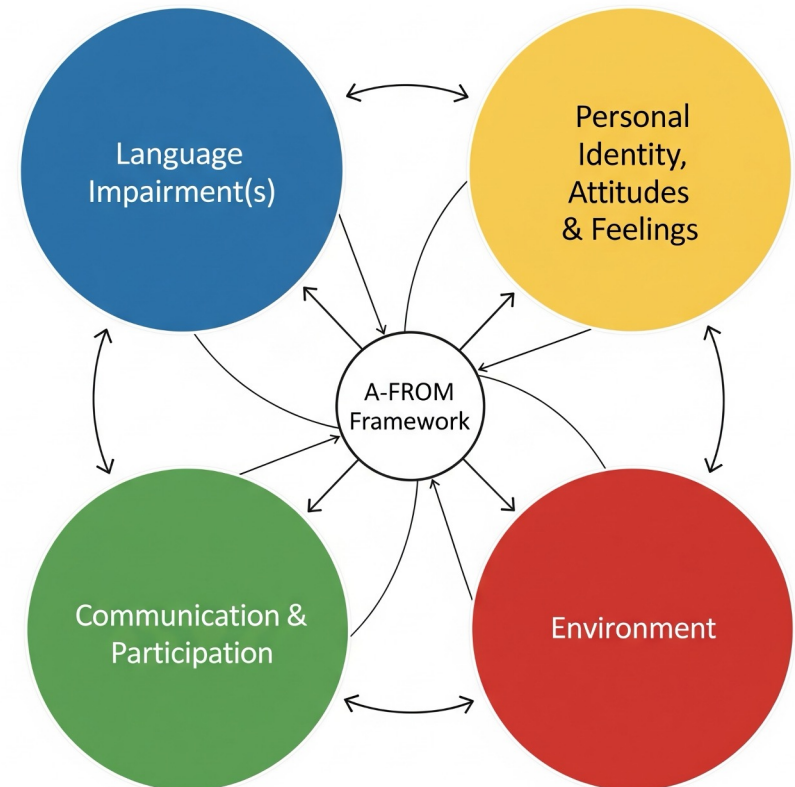 Language
Impairment(s)
Personal
Identity,
Attitudes
& Feelings
A-FROM
Framework
Communication &
Participation
Environment